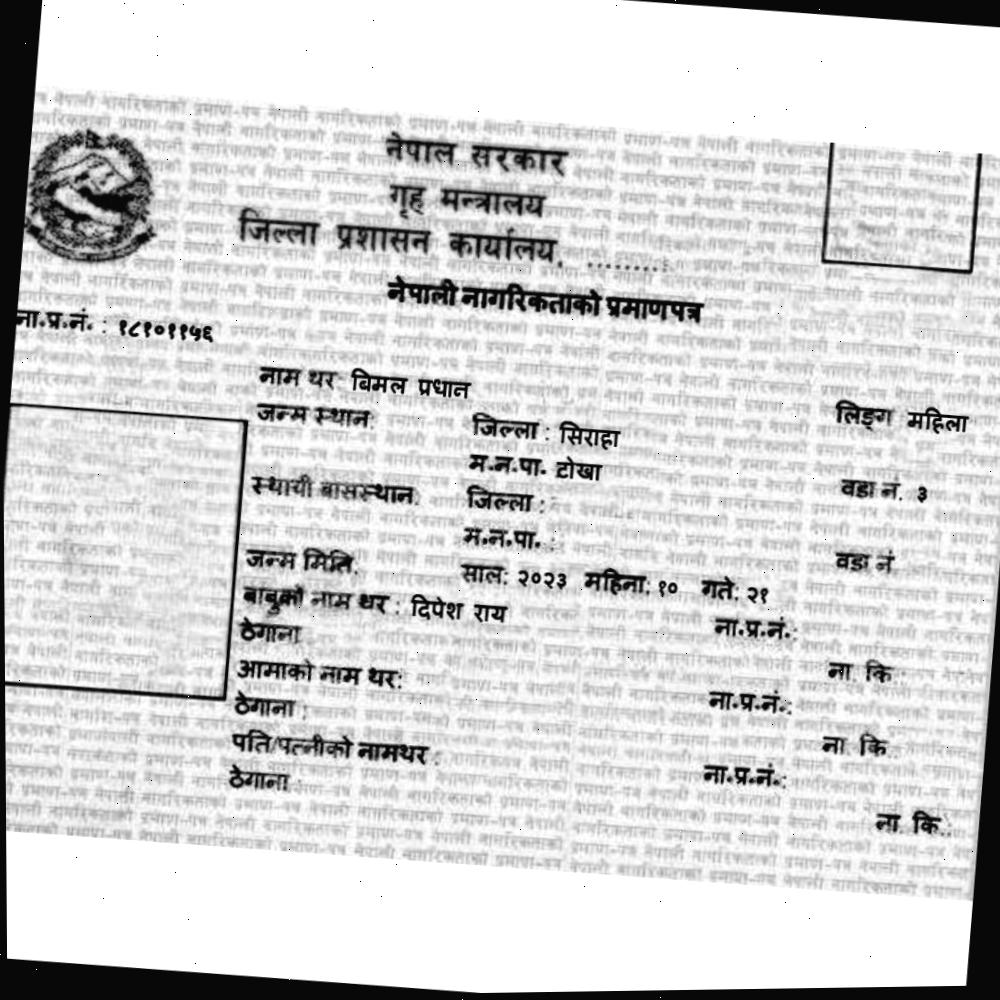 नेपाल सरकार
गृह मन्त्रालय
जिल्ला प्रशासन कार्यालय, .........
नेपाली नागरिकताको प्रमाणपत्र
ना.प्र.नं. : १८१०११५६
नाम थर: बिमल प्रधान
लिङ्ग महिला
जन्म स्थान: जिल्ला : सिराहा
म.न.पा. टोखा वडा नं. ३
स्थायी बासस्थान: जिल्ला :
म.न.पा. : वडा नं.
जन्म मिति: साल: २०२३ महिना: १० गते: २१
बाबुको नाम थर : दिपेश राय ना.प्र.नं.:
ठेगाना : ना. कि.:
आमाको नाम थर: ना.प्र.नं.:
ठेगाना : ना. कि.:
पति/पत्नीको नामथर : ना.प्र.नं.:
ठेगाना : ना. कि.: